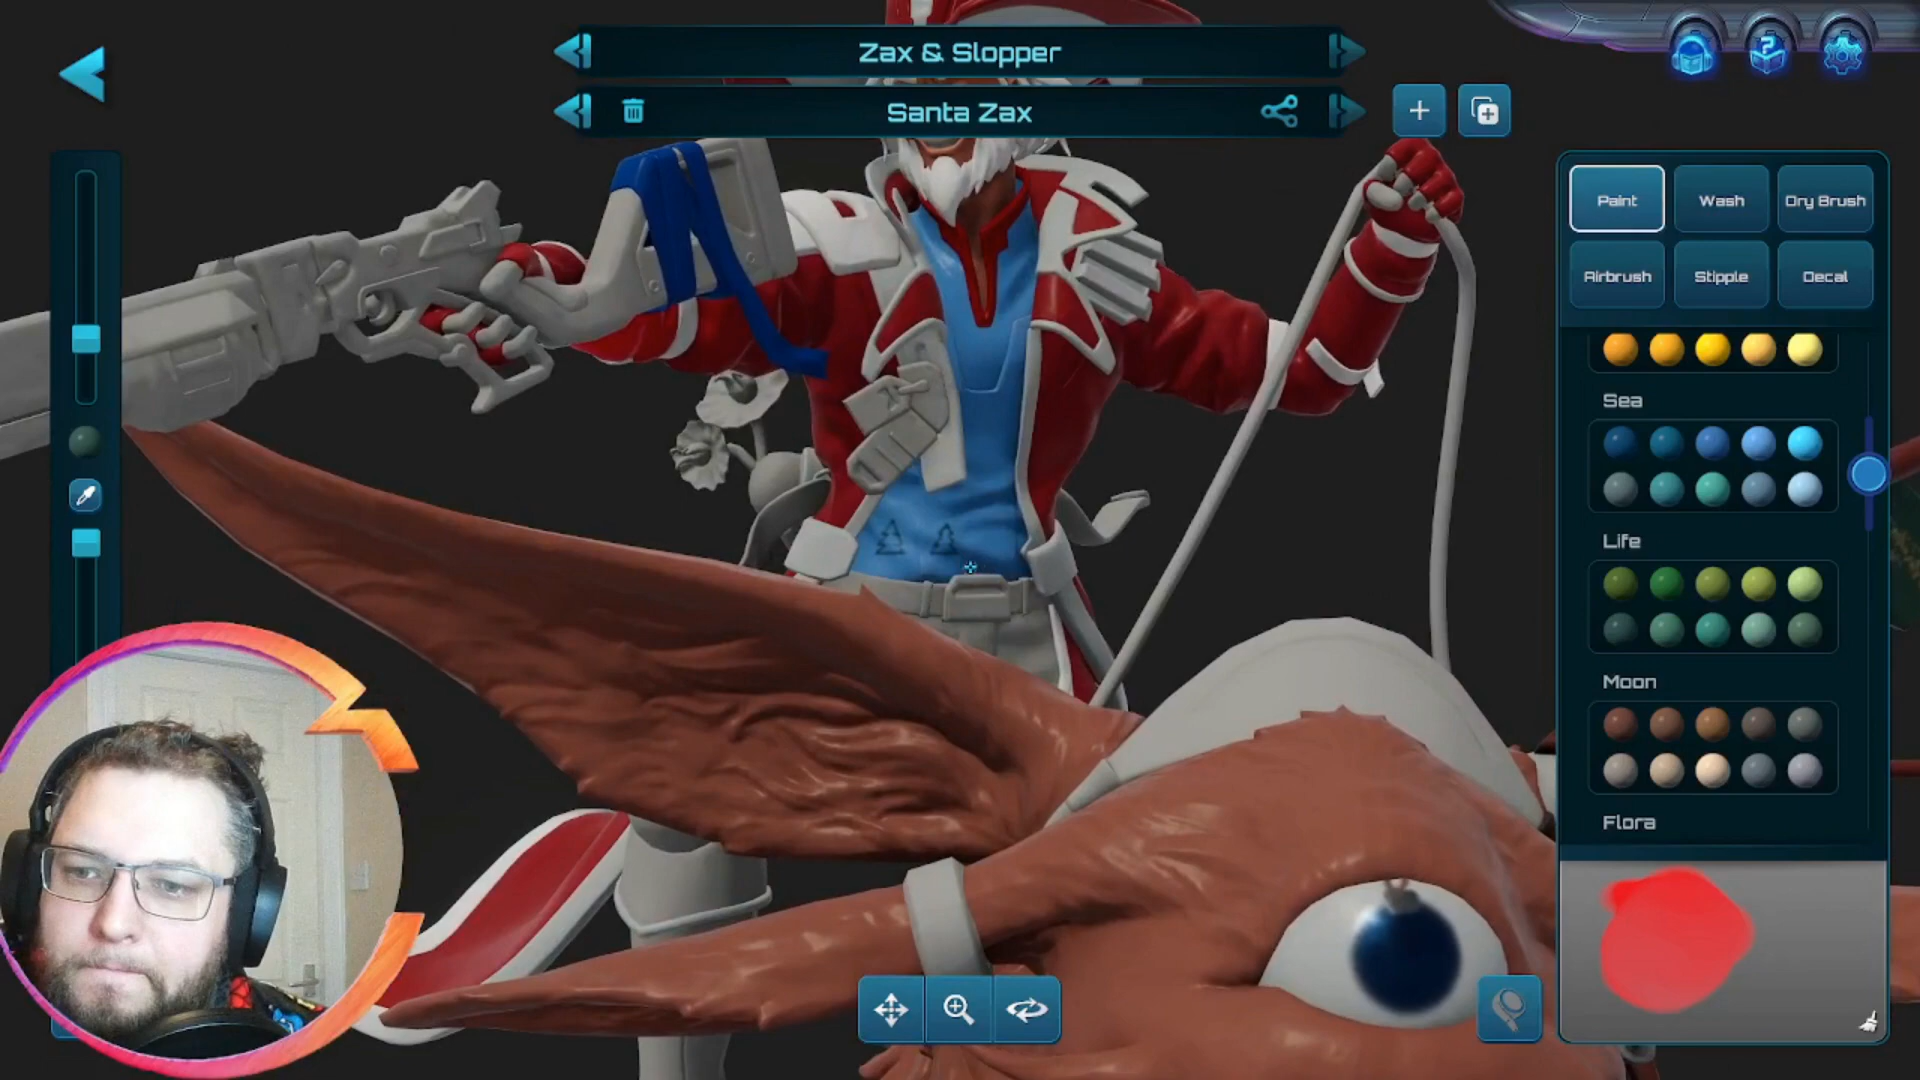 Zax & Slopper
Santa Zax
Paint
Wash
Dry Brush
Airbrush
Stipple
Decal
Sea
Life
Moon
Flora